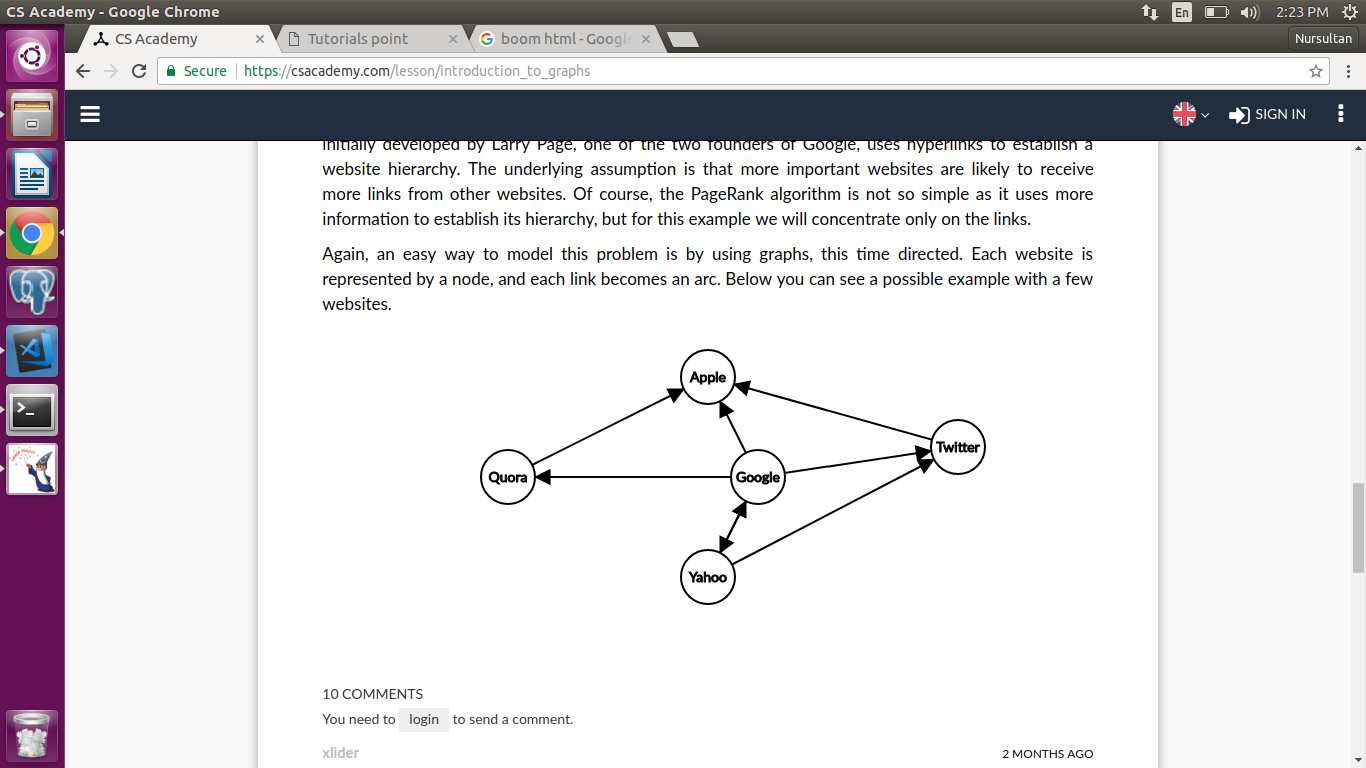 CS Academy - Google Chrome
En
2:23 PM
CS Academy
Tutorials point
boom html - Google
Nursultan
Secure
https://csacademy.com/lesson/introduction_to_graphs
SIGN IN
initially developed by Larry Page, one of the two founders of Google, uses hyperlinks to establish a
website hierarchy. The underlying assumption is that more important websites are likely to receive
more links from other websites. Of course, the PageRank algorithm is not so simple as it uses more
information to establish its hierarchy, but for this example we will concentrate only on the links.
Again, an easy way to model this problem is by using graphs, this time directed. Each website is
represented by a node, and each link becomes an arc. Below you can see a possible example with a few
websites.
Apple
Twitter
Quora
Google
Yahoo
10 COMMENTS
You need to login to send a comment.
xlider
2 MONTHS AGO